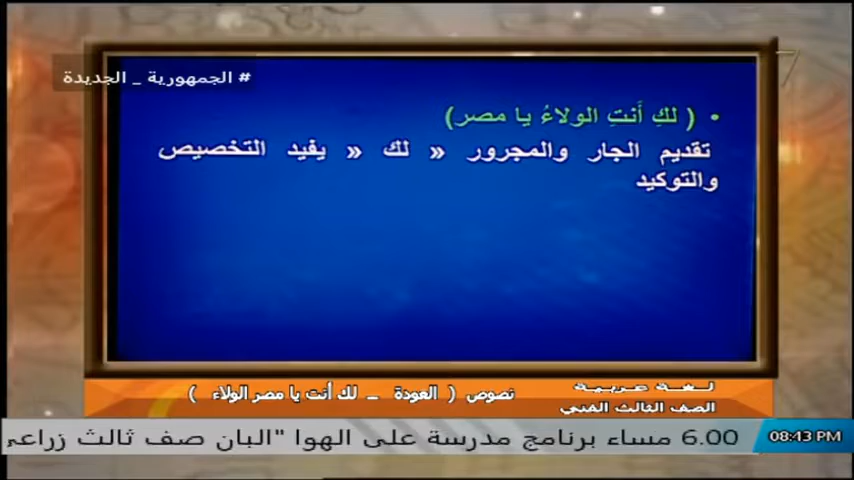 # الجمهورية _ الجديدة
• ( لكِ أَنتِ الولاءُ يا مصر)
تقديم الجار والمجرور « لك « يفيد التخصيص
والتوكيد
لغة عربية
نصوص ( العودة _ لك أنت يا مصر الولاء )
الصف الثالث الفني
08:43 PM
6.00 مساء برنامج مدرسة على الهوا "البان صف ثالث زراعي